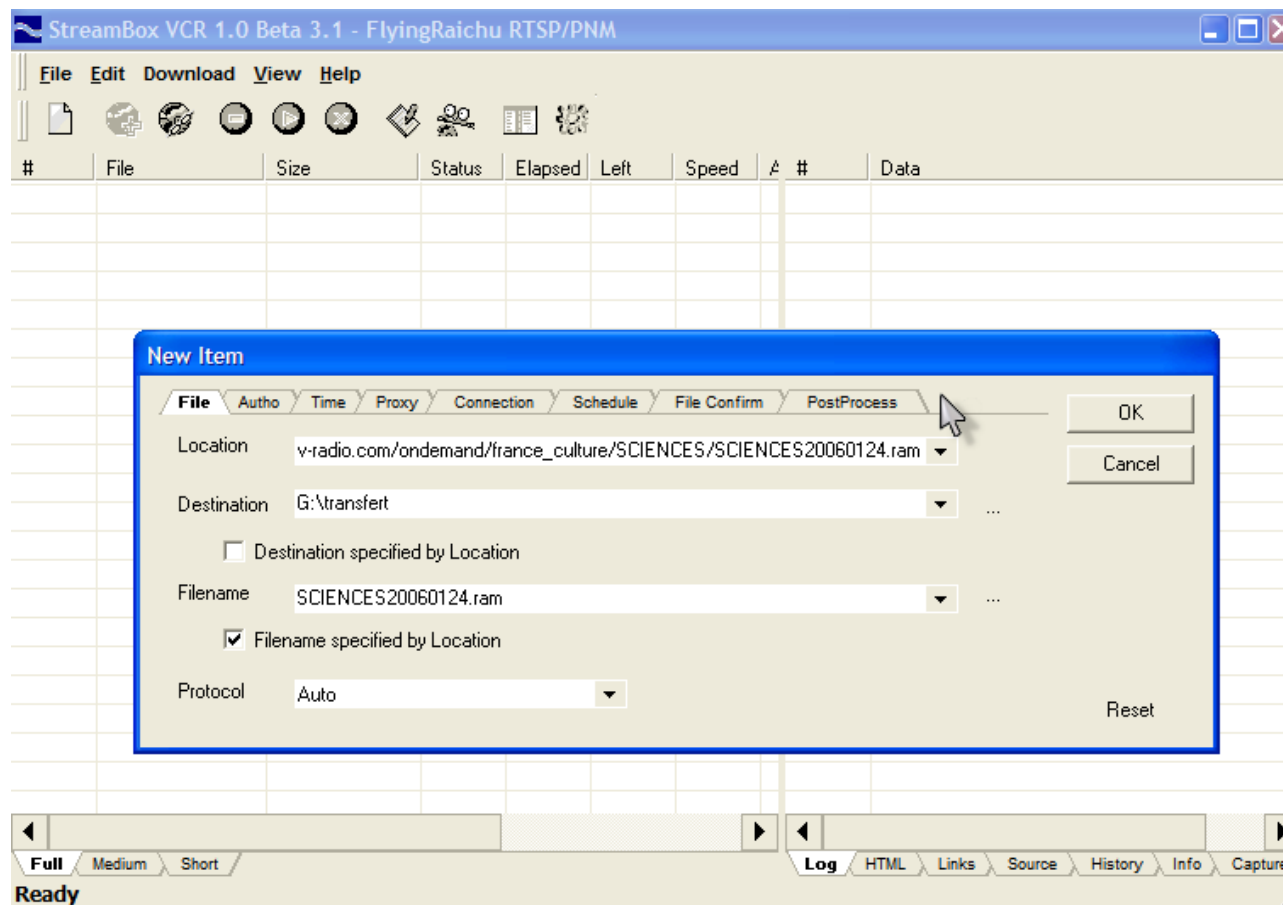 StreamBox VCR 1.0 Beta 3.1 - FlyingRaichu RTSP/PNM
File Edit Download View Help
# File Size Status Elapsed Left Speed # Data
New Item
File Autho Time Proxy Connection Schedule File Confirm PostProcess
OK
Location v-radio.com/ondemand/france_culture/SCIENCES/SCIENCES20060124.ram
Cancel
Destination G:\transfert ...
Destination specified by Location
Filename SCIENCES20060124.ram ...
Filename specified by Location
Protocol Auto
Reset
Full Medium Short Log HTML Links Source History Info Capture
Ready